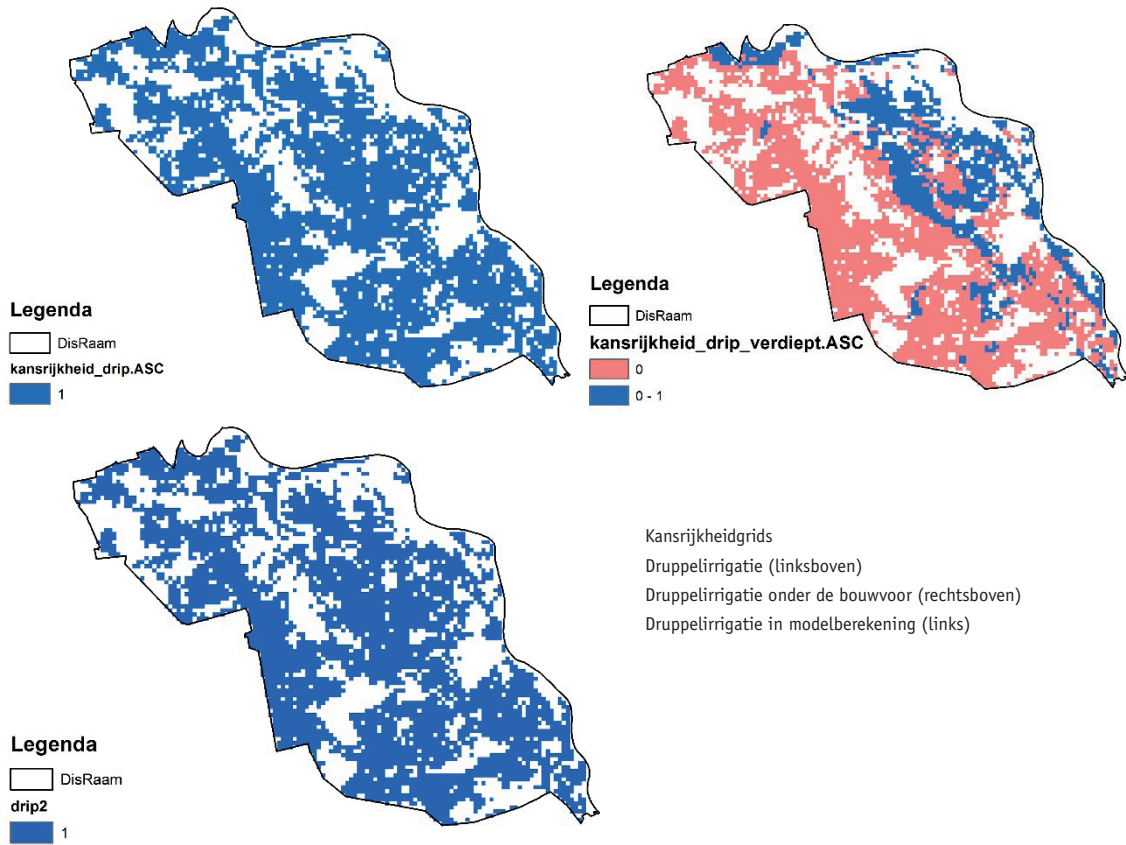 Legenda
DisRaam
kansrijkheid_drip.ASC
1
Legenda
DisRaam
kansrijkheid_drip_verdiept.ASC
0
0 - 1
Legenda
DisRaam
drip2
1
Kansrijkheidgrids
Druppelirrigatie (linksboven)
Druppelirrigatie onder de bouwvoor (rechtsboven)
Druppelirrigatie in modelberekening (links)